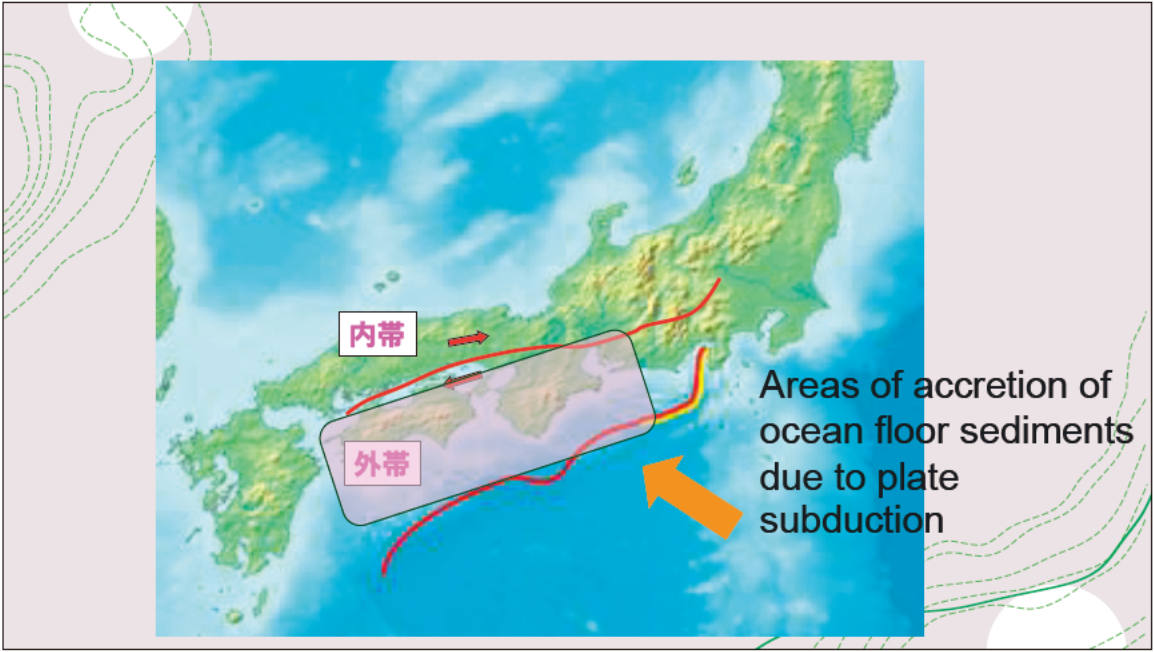 内帯
外帯
Areas of accretion of
ocean floor sediments
due to plate
subduction